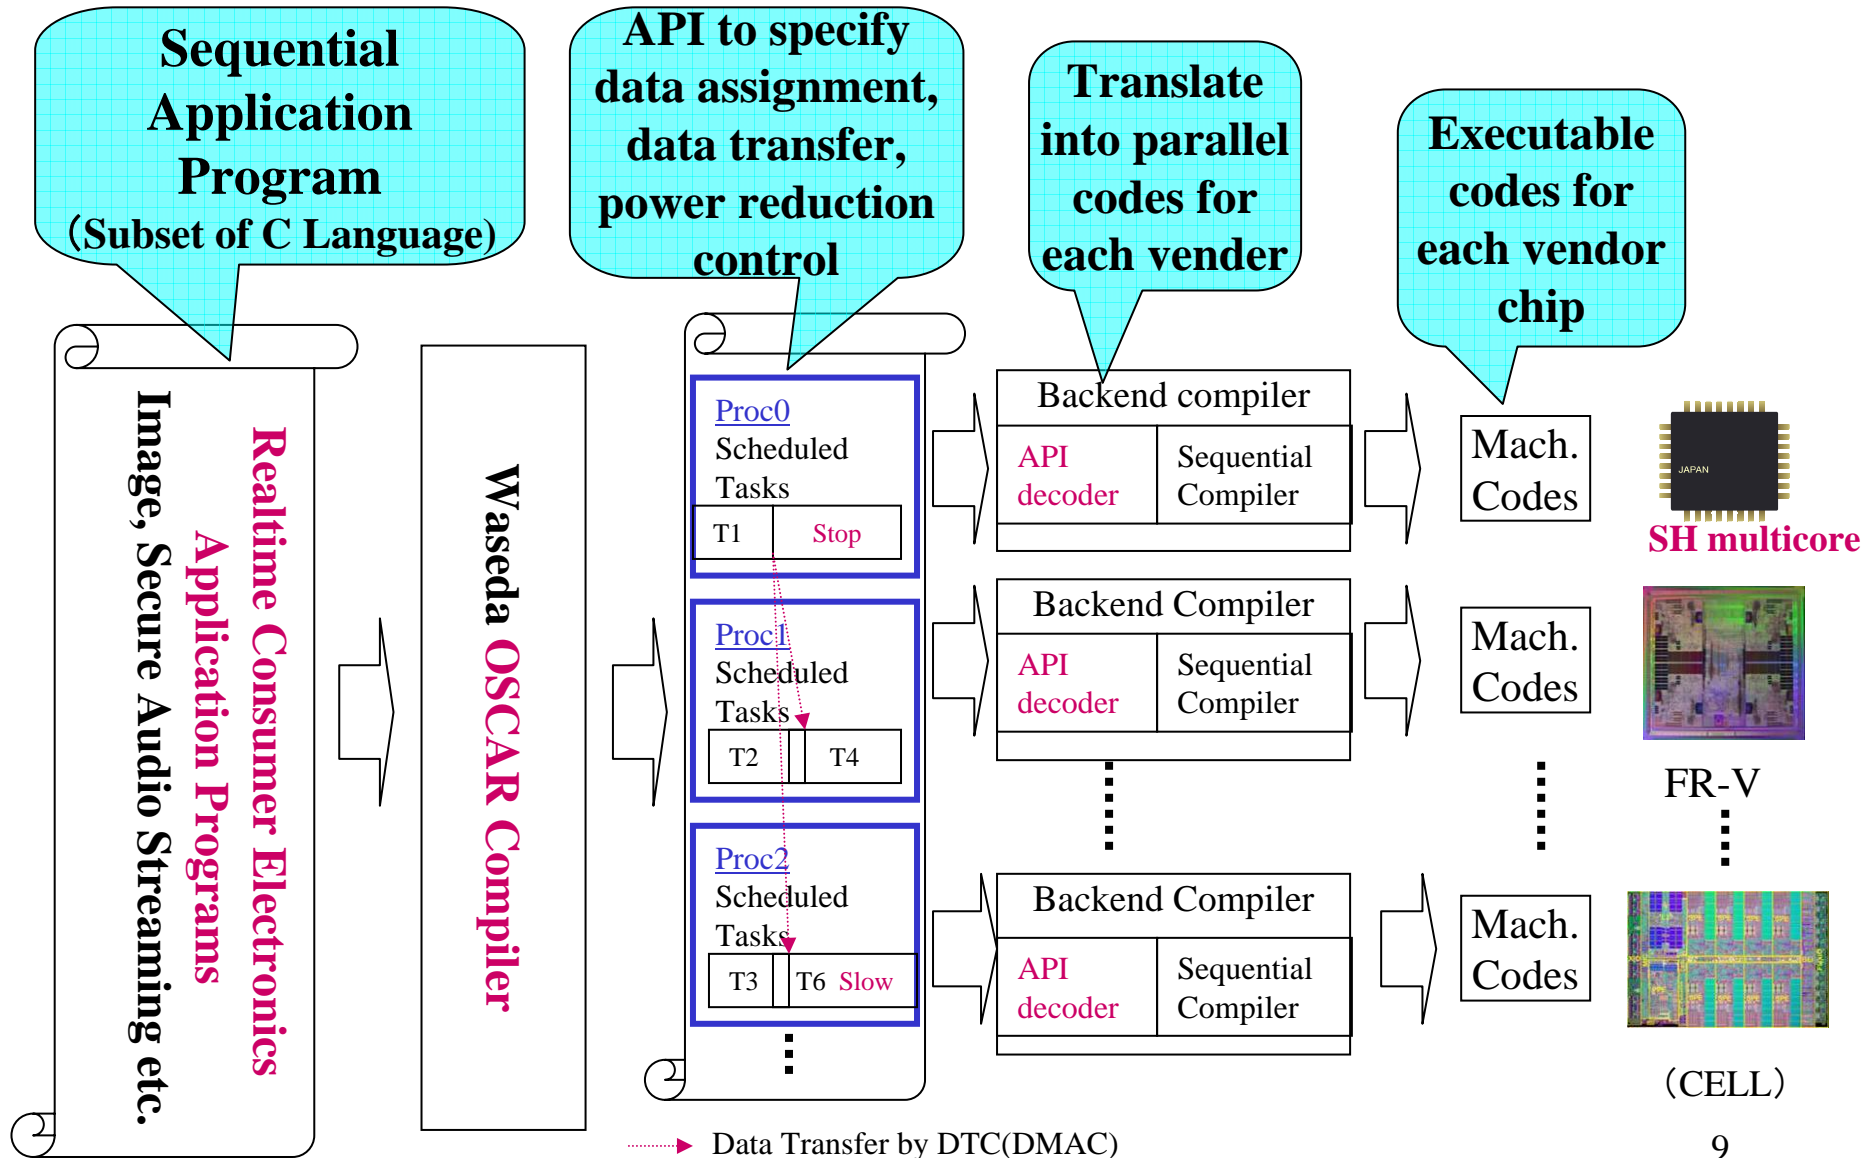 Sequential
Application
Program
（Subset of C Language)
API to specify
data assignment,
data transfer,
power reduction
control
Translate
into parallel
codes for
each vender
Executable
codes for
each vendor
chip
Realtime Consumer Electronics
Application Programs
Image, Secure Audio Streaming etc.
Waseda OSCAR Compiler
Proc0
Scheduled
Tasks
T1 Stop
Proc1
Scheduled
Tasks
T2 T4
Proc2
Scheduled
Tasks
T3 T6 Slow
Backend compiler
API
decoder
Sequential
Compiler
Backend Compiler
API
decoder
Sequential
Compiler
Backend Compiler
API
decoder
Sequential
Compiler
Mach.
Codes
Mach.
Codes
Mach.
Codes
JAPAN
SH multicore
FR-V
（CELL）
Data Transfer by DTC(DMAC)
9